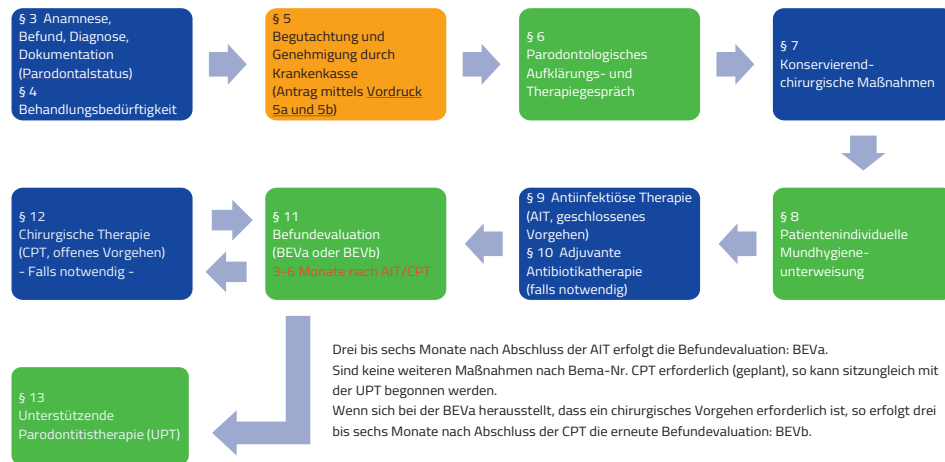 § 3 Anamnese,
Befund, Diagnose,
Dokumentation
(Parodontalstatus)
§ 4
Behandlungsbedürftigkeit
§ 5
Begutachtung und
Genehmigung durch
Krankenkasse
(Antrag mittels Vordruck
5a und 5b)
§ 6
Parodontologisches
Aufklärungs- und
Therapiegespräch
§ 7
Konservierend-
chirurgische Maßnahmen
§ 12
Chirurgische Therapie
(CPT, offenes Vorgehen)
- Falls notwendig -
§ 11
Befundevaluation
(BEVa oder BEVb)
3-6 Monate nach AIT/CPT
§ 9 Antiinfektiöse Therapie
(AIT, geschlossenes
Vorgehen)
§ 10 Adjuvante
Antibiotikatherapie
(falls notwendig)
§ 8
Patientenindividuelle
Mundhygiene-
unterweisung
§ 13
Unterstützende
Parodontitistherapie (UPT)
Drei bis sechs Monate nach Abschluss der AIT erfolgt die Befundevaluation: BEVa.
Sind keine weiteren Maßnahmen nach Bema-Nr. CPT erforderlich (geplant), so kann sitzungleich mit
der UPT begonnen werden.
Wenn sich bei der BEVa herausstellt, dass ein chirurgisches Vorgehen erforderlich ist, so erfolgt drei
bis sechs Monate nach Abschluss der CPT die erneute Befundevaluation: BEVb.